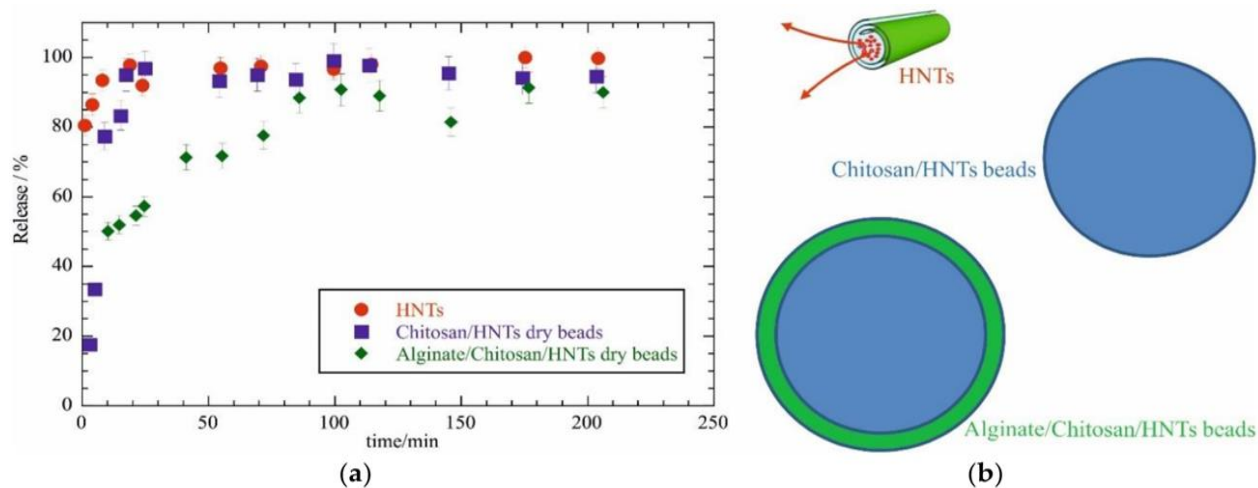 100
80
60
40
20
0
Release / %
0 50 100 150 200 250
time/min
HNTs
Chitosan/HNTs dry beads
Alginate/Chitosan/HNTs dry beads
(a)
HNTs
Chitosan/HNTs beads
Alginate/Chitosan/HNTs beads
(b)